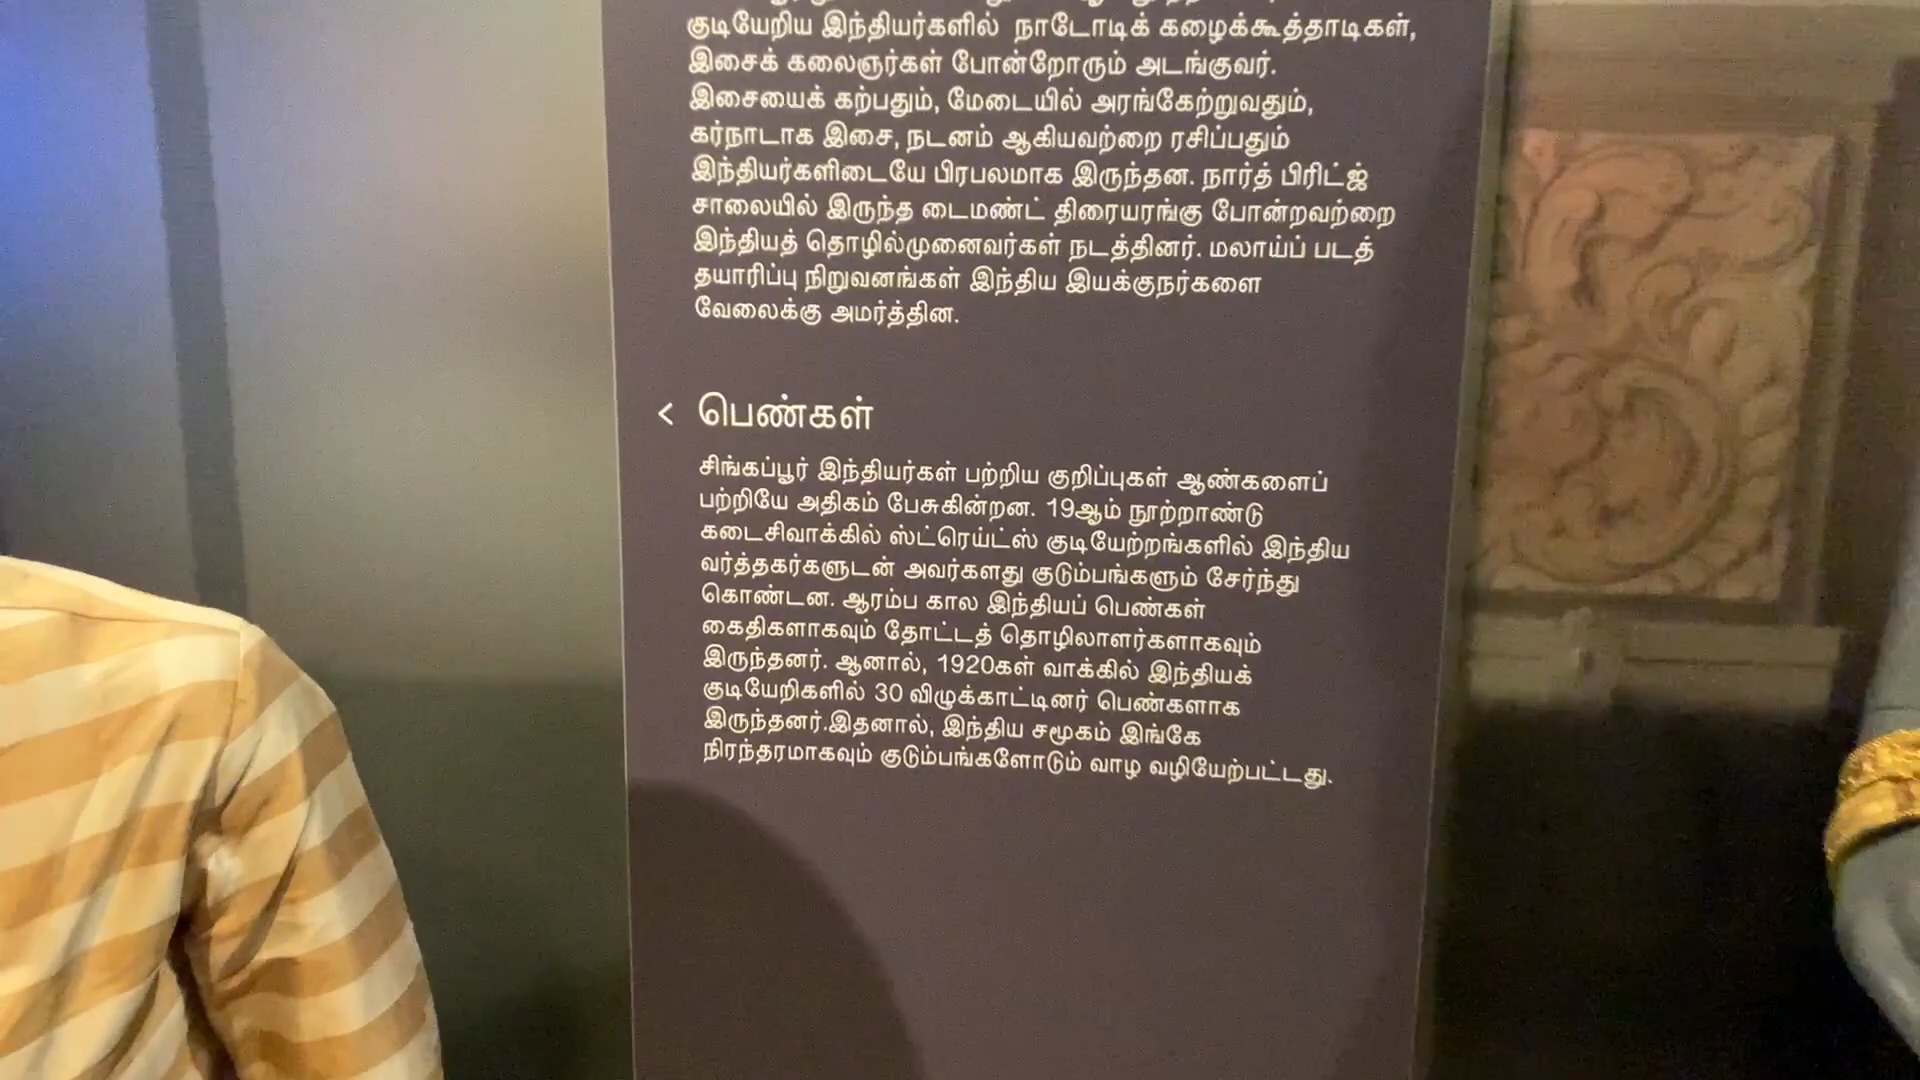 குடியேறிய இந்தியர்களில் நாடோடிக் கழைக்கூத்தாடிகள்,
இசைக் கலைஞர்கள் போன்றோரும் அடங்குவர்.
இசையைக் கற்பதும், மேடையில் அரங்கேற்றுவதும்,
கர்நாடாக இசை, நடனம் ஆகியவற்றை ரசிப்பதும்
இந்தியர்களிடையே பிரபலமாக இருந்தன. நார்த் பிரிட்ஜ்
சாலையில் இருந்த டைமண்ட் திரையரங்கு போன்றவற்றை
இந்தியத் தொழில்முனைவர்கள் நடத்தினர். மலாய்ப் படத்
தயாரிப்பு நிறுவனங்கள் இந்திய இயக்குநர்களை
வேலைக்கு அமர்த்தின.
< பெண்கள்
சிங்கப்பூர் இந்தியர்கள் பற்றிய குறிப்புகள் ஆண்களைப்
பற்றியே அதிகம் பேசுகின்றன. 19ஆம் நூற்றாண்டு
கடைசிவாக்கில் ஸ்ட்ரெய்ட்ஸ் குடியேற்றங்களில் இந்திய
வர்த்தகர்களுடன் அவர்களது குடும்பங்களும் சேர்ந்து
கொண்டன. ஆரம்ப கால இந்தியப் பெண்கள்
கைதிகளாகவும் தோட்டத் தொழிலாளர்களாகவும்
இருந்தனர். ஆனால், 1920கள் வாக்கில் இந்தியக்
குடியேறிகளில் 30 விழுக்காட்டினர் பெண்களாக
இருந்தனர்.இதனால், இந்திய சமூகம் இங்கே
நிரந்தரமாகவும் குடும்பங்களோடும் வாழ வழியேற்பட்டது.